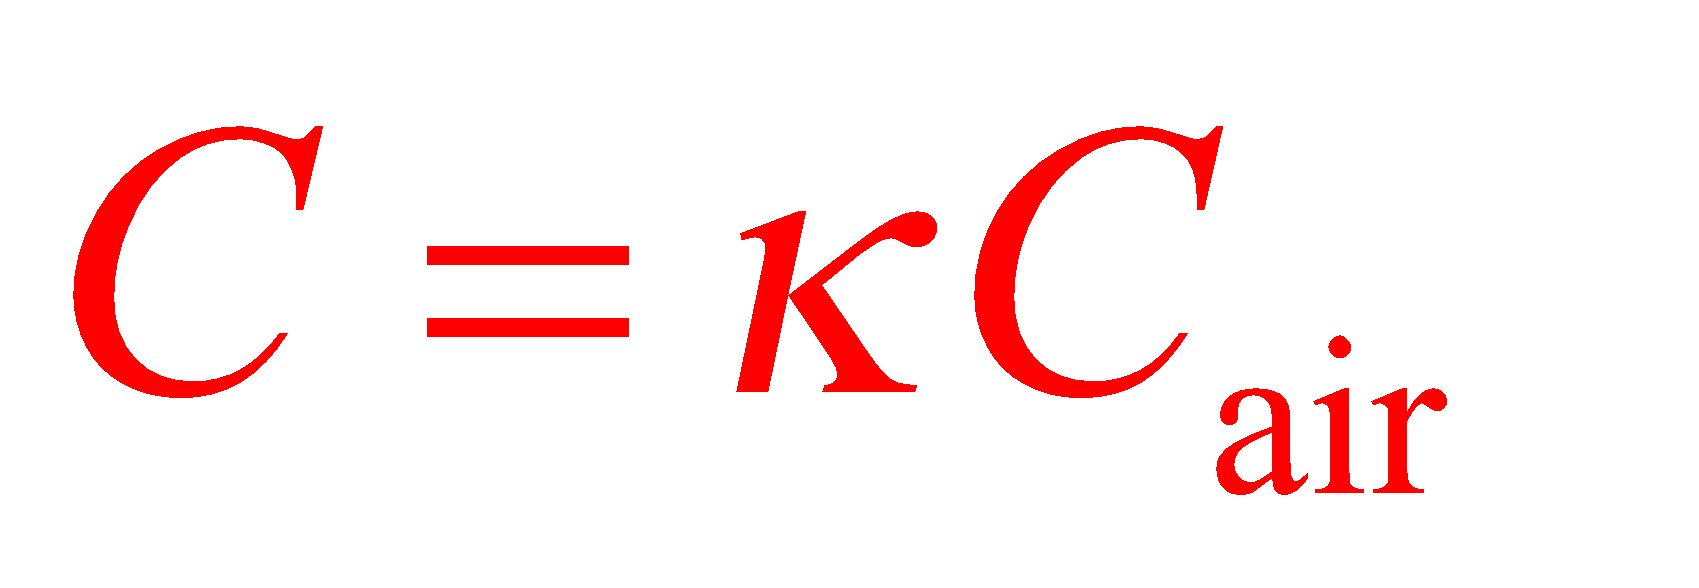 C = κC_air